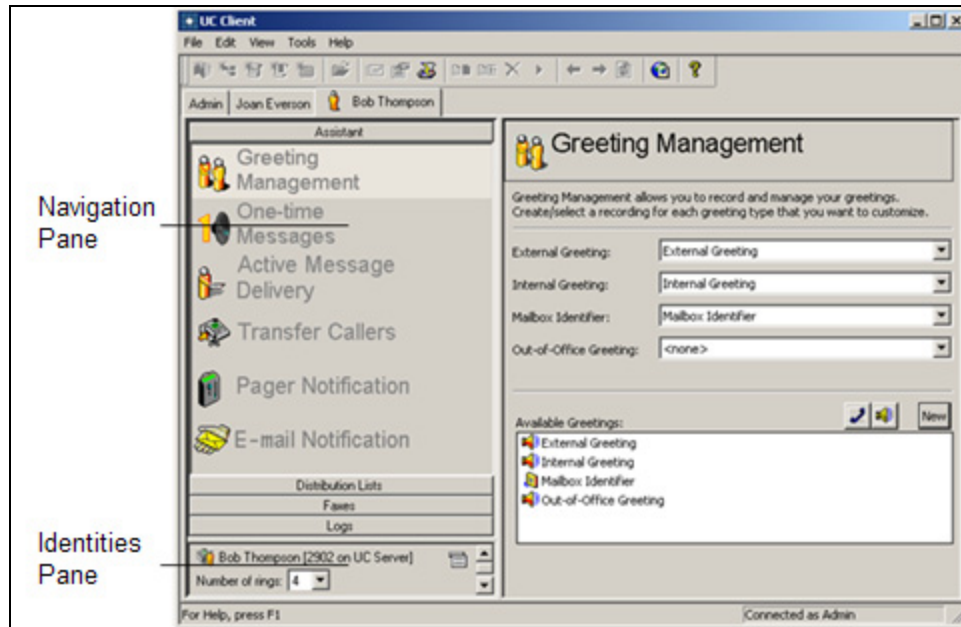 UC Client
File Edit View Tools Help
Admin Joan Everson Bob Thompson
Assistant
Greeting
Management
One-time
Messages
Active Message
Delivery
Transfer Callers
Pager Notification
E-mail Notification
Distribution Lists
Faxes
Logs
Bob Thompson [2902 on UC Server]
Number of rings: 4
Navigation
Pane
Identities
Pane
Greeting Management
Greeting Management allows you to record and manage your greetings.
Create/select a recording for each greeting type that you want to customize.
External Greeting: External Greeting
Internal Greeting: Internal Greeting
Mailbox Identifier: Mailbox Identifier
Out-of-Office Greeting: <none>
Available Greetings: New
External Greeting
Internal Greeting
Mailbox Identifier
Out-of-Office Greeting
For Help, press F1 Connected as Admin